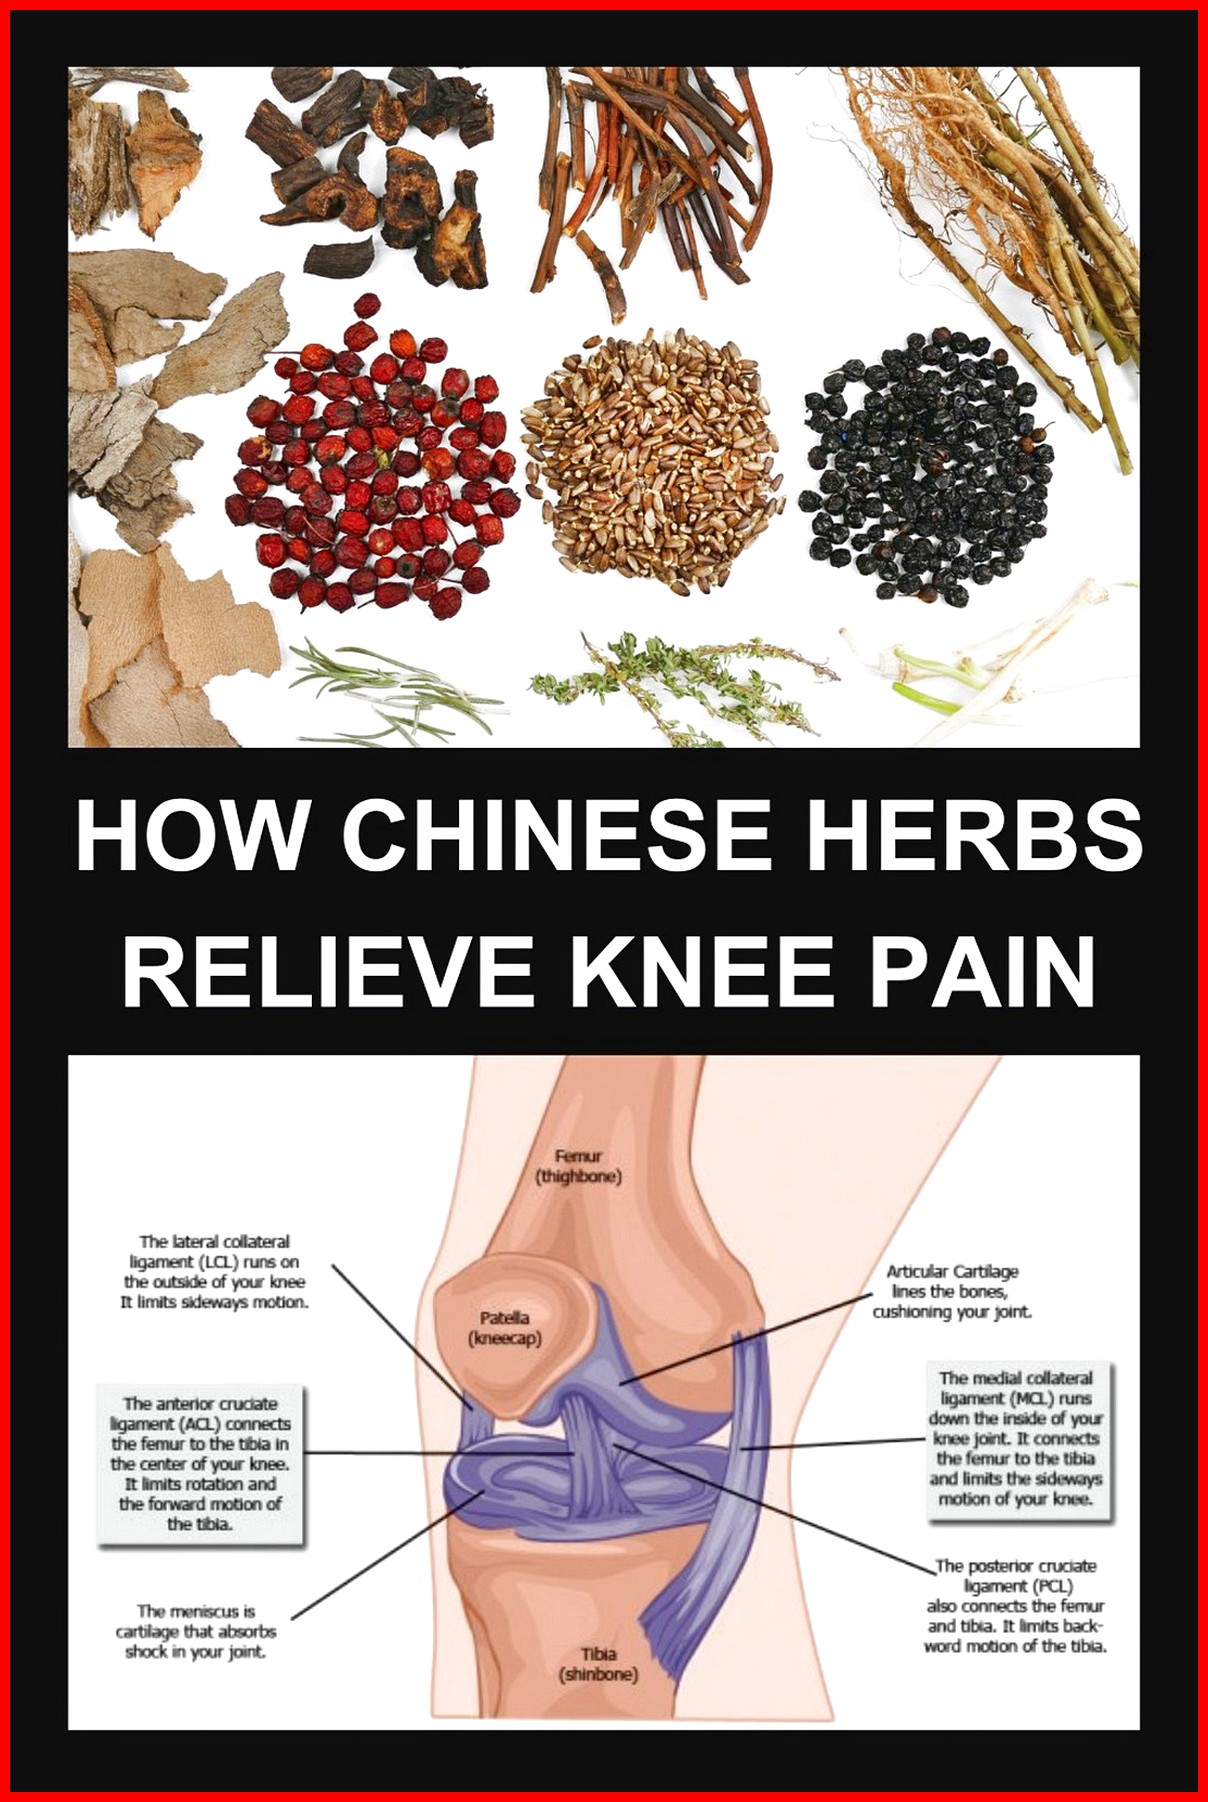 HOW CHINESE HERBS
RELIEVE KNEE PAIN
Femur
(thighbone)
The lateral collateral
ligament (LCL) runs on
the outside of your knee
It limits sideways motion.
Articular Cartilage
lines the bones,
cushioning your joint.
Patella
(kneecap)
The anterior cruciate
ligament (ACL) connects
the femur to the tibia in
the center of your knee.
It limits rotation and
the forward motion of
the tibia.
The medial collateral
ligament (MCL) runs
down the inside of your
knee joint. It connects
the femur to the tibia
and limits the sideways
motion of your knee.
The posterior cruciate
ligament (PCL)
also connects the femur
and tibia. It limits back-
word motion of the tibia.
The meniscus is
cartilage that absorbs
shock in your joint.
Tibia
(shinbone)